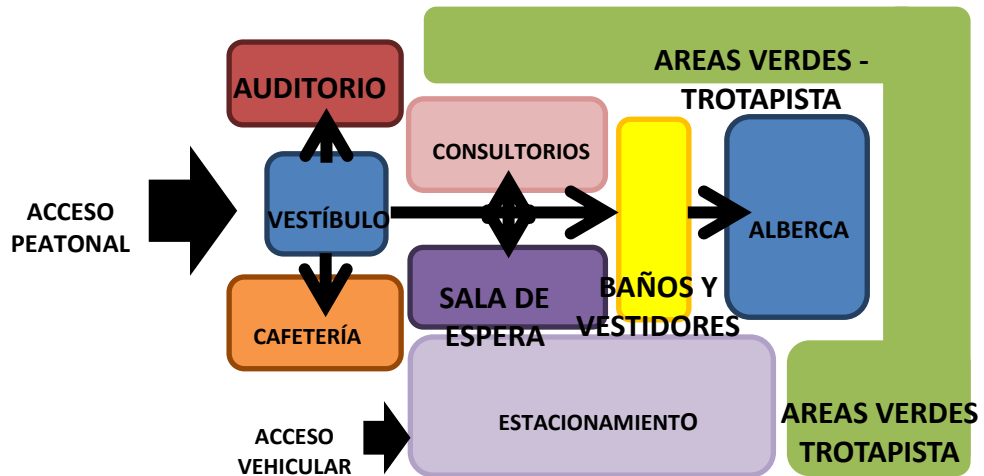 AREAS VERDES -
TROTAPISTA
AUDITORIO
CONSULTORIOS
ACCESO
PEATONAL
VESTÍBULO
ALBERCA
BAÑOS Y
VESTIDORES
SALA DE
ESPERA
CAFETERÍA
ESTACIONAMIENTO
AREAS VERDES
TROTAPISTA
ACCESO
VEHICULAR